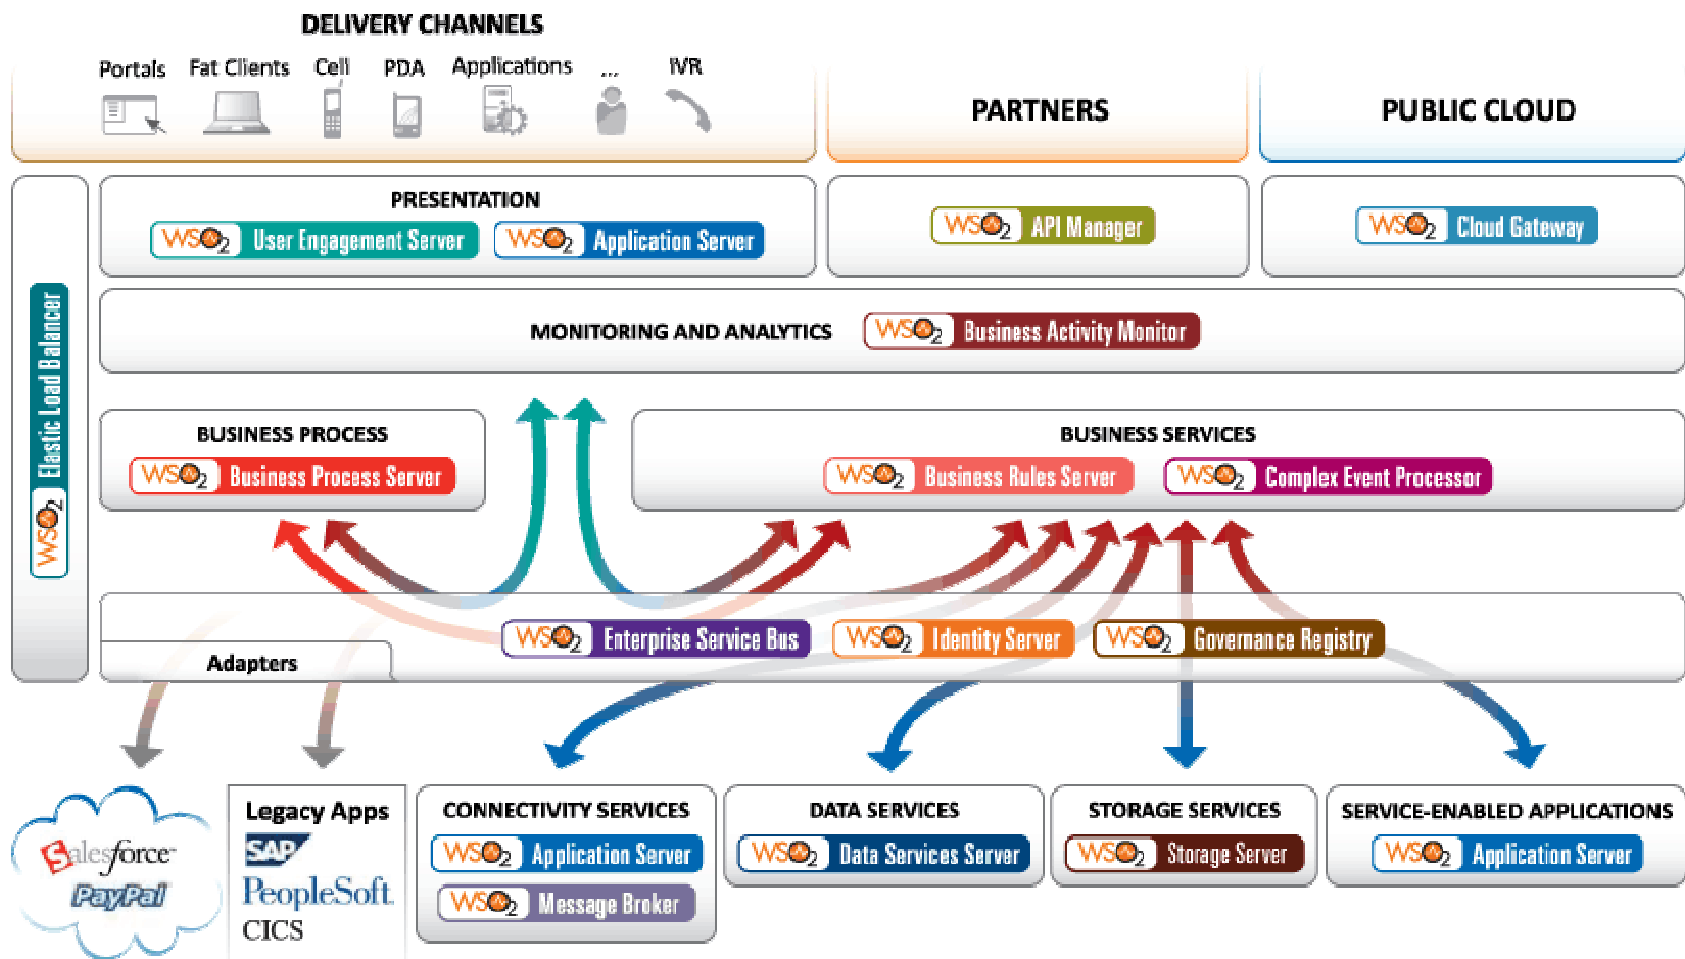 DELIVERY CHANNELS
Portals Fat Clients Cell PDA Applications ... IVR
PARTNERS
PUBLIC CLOUD
PRESENTATION
WSO2 User Engagement Server WSO2 Application Server
WSO2 API Manager
WSO2 Cloud Gateway
WSO2 Elastic Load Balancer
MONITORING AND ANALYTICS WSO2 Business Activity Monitor
BUSINESS PROCESS
WSO2 Business Process Server
BUSINESS SERVICES
WSO2 Business Rules Server WSO2 Complex Event Processor
WSO2 Enterprise Service Bus WSO2 Identity Server WSO2 Governance Registry
Adapters
salesforce
PayPal
Legacy Apps
SAP
PeopleSoft
CICS
CONNECTIVITY SERVICES
WSO2 Application Server
WSO2 Message Broker
DATA SERVICES
WSO2 Data Services Server
STORAGE SERVICES
WSO2 Storage Server
SERVICE-ENABLED APPLICATIONS
WSO2 Application Server